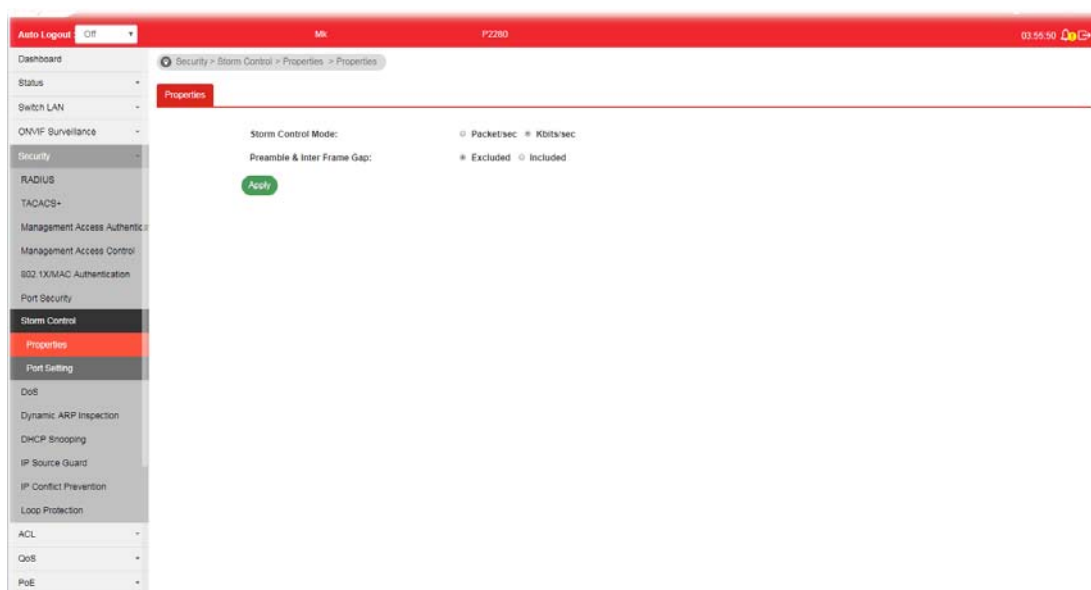 Auto Logout : Off
Mk
P2280
03:55:50
Dashboard
Security > Storm Control > Properties > Properties
Status
Properties
Switch LAN
ONVIF Surveillance
Storm Control Mode: Packet/sec Kbits/sec
Security
Preamble & Inter Frame Gap: Excluded Included
RADIUS
Apply
TACACS+
Management Access Authentica
Management Access Control
802.1X/MAC Authentication
Port Security
Storm Control
Properties
Port Setting
DoS
Dynamic ARP Inspection
DHCP Snooping
IP Source Guard
IP Conflict Prevention
Loop Protection
ACL
QoS
PoE